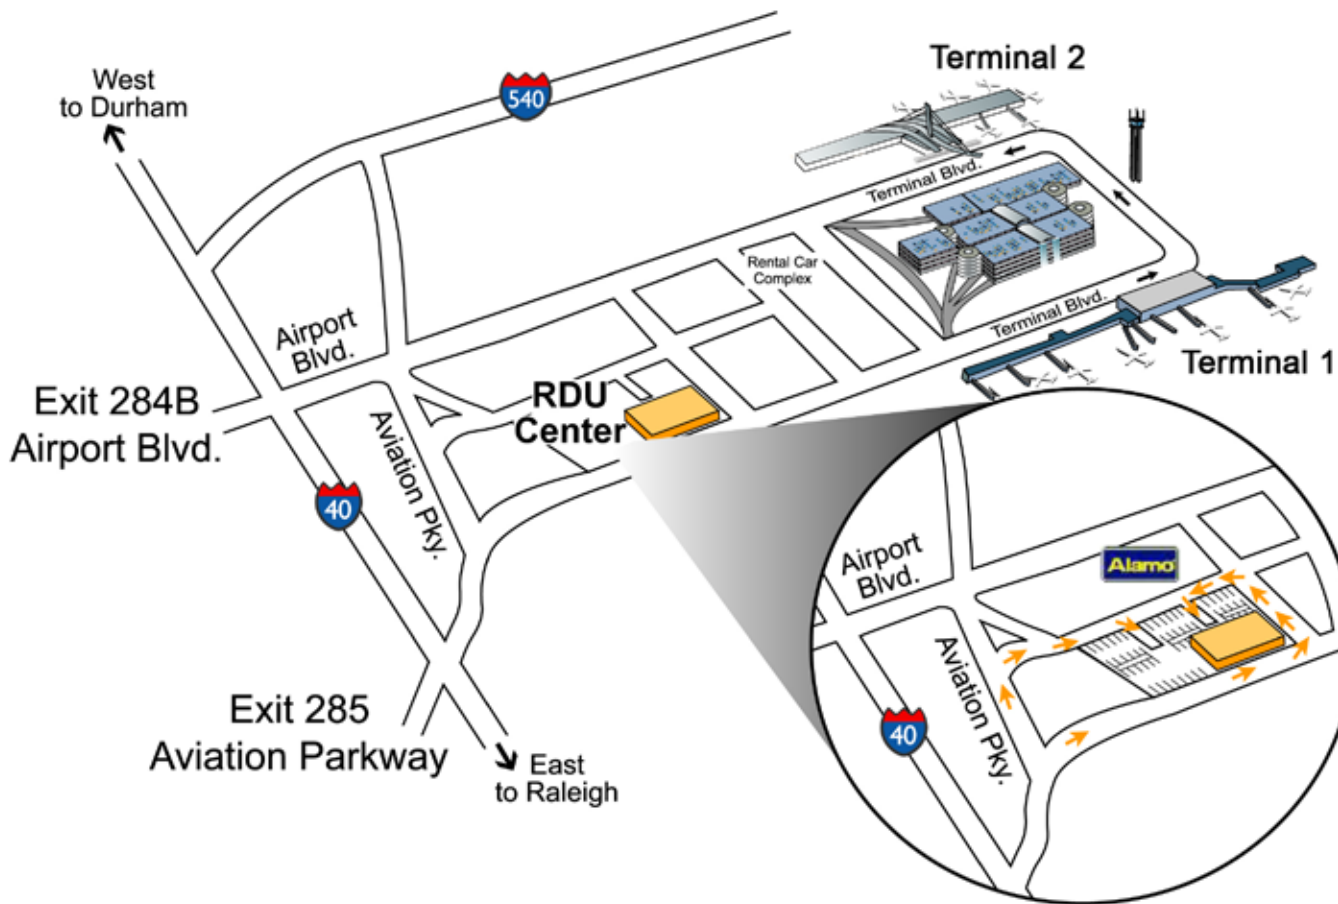 West
to Durham
540
Terminal 2
Terminal Blvd.
Rental Car
Complex
Terminal Blvd.
Terminal 1
Airport
Blvd.
Exit 284B
Airport Blvd.
RDU
Center
Aviation Pky.
40
Exit 285
Aviation Parkway
East
to Raleigh
Alamo
Airport
Blvd.
Aviation Pky.
40